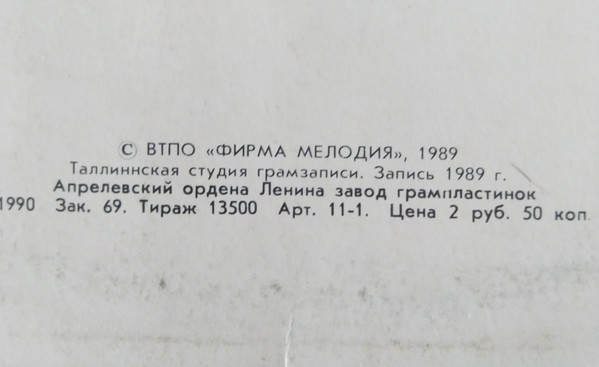 © ВТПО «ФИРМА МЕЛОДИЯ», 1989
Таллиннская студия грамзаписи. Запись 1989 г.
Апрелевский ордена Ленина завод грампластинок
1990 Зак. 69. Тираж 13500 Арт. 11-1. Цена 2 руб. 50 коп.